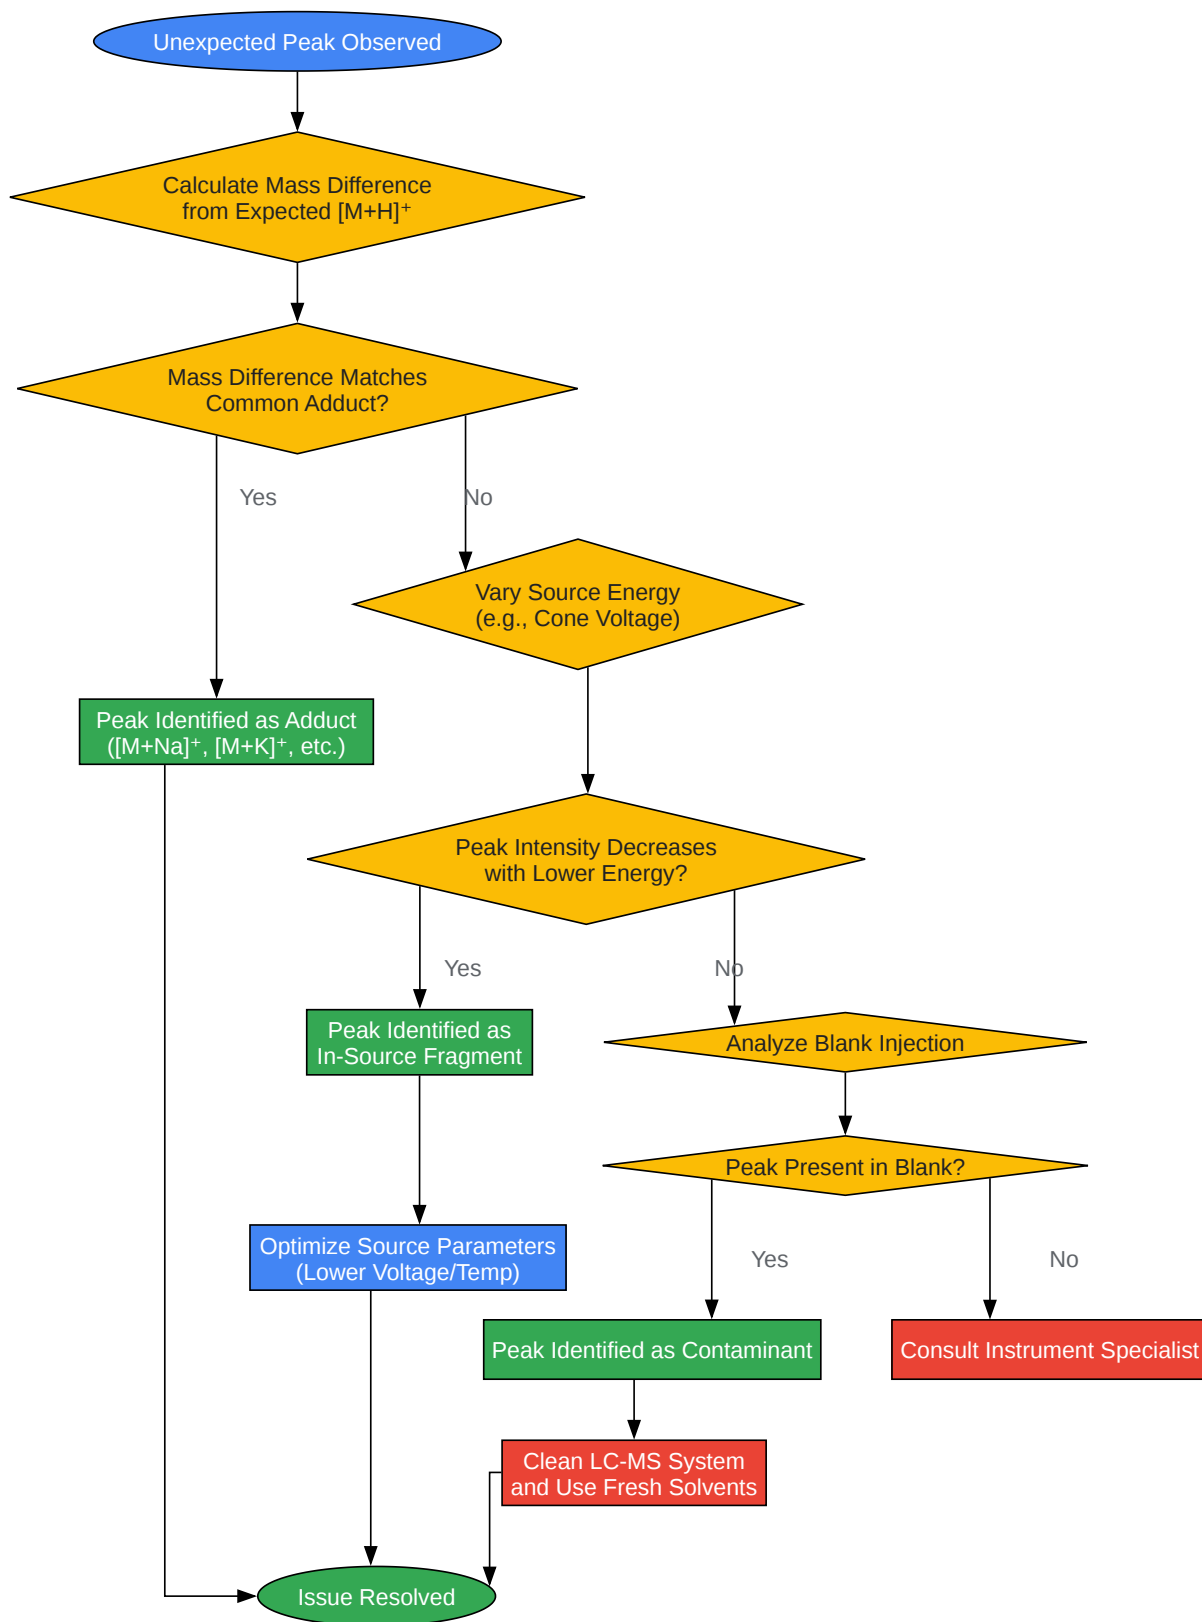 Unexpected Peak Observed
Calculate Mass Difference
from Expected [M+H]⁺
Mass Difference Matches
Common Adduct?
Yes
No
Vary Source Energy
(e.g., Cone Voltage)
Peak Identified as Adduct
([M+Na]⁺, [M+K]⁺, etc.)
Peak Intensity Decreases
with Lower Energy?
Yes
No
Peak Identified as
In-Source Fragment
Analyze Blank Injection
Peak Present in Blank?
Optimize Source Parameters
(Lower Voltage/Temp)
Yes
No
Peak Identified as Contaminant
Consult Instrument Specialist
Clean LC-MS System
and Use Fresh Solvents
Issue Resolved